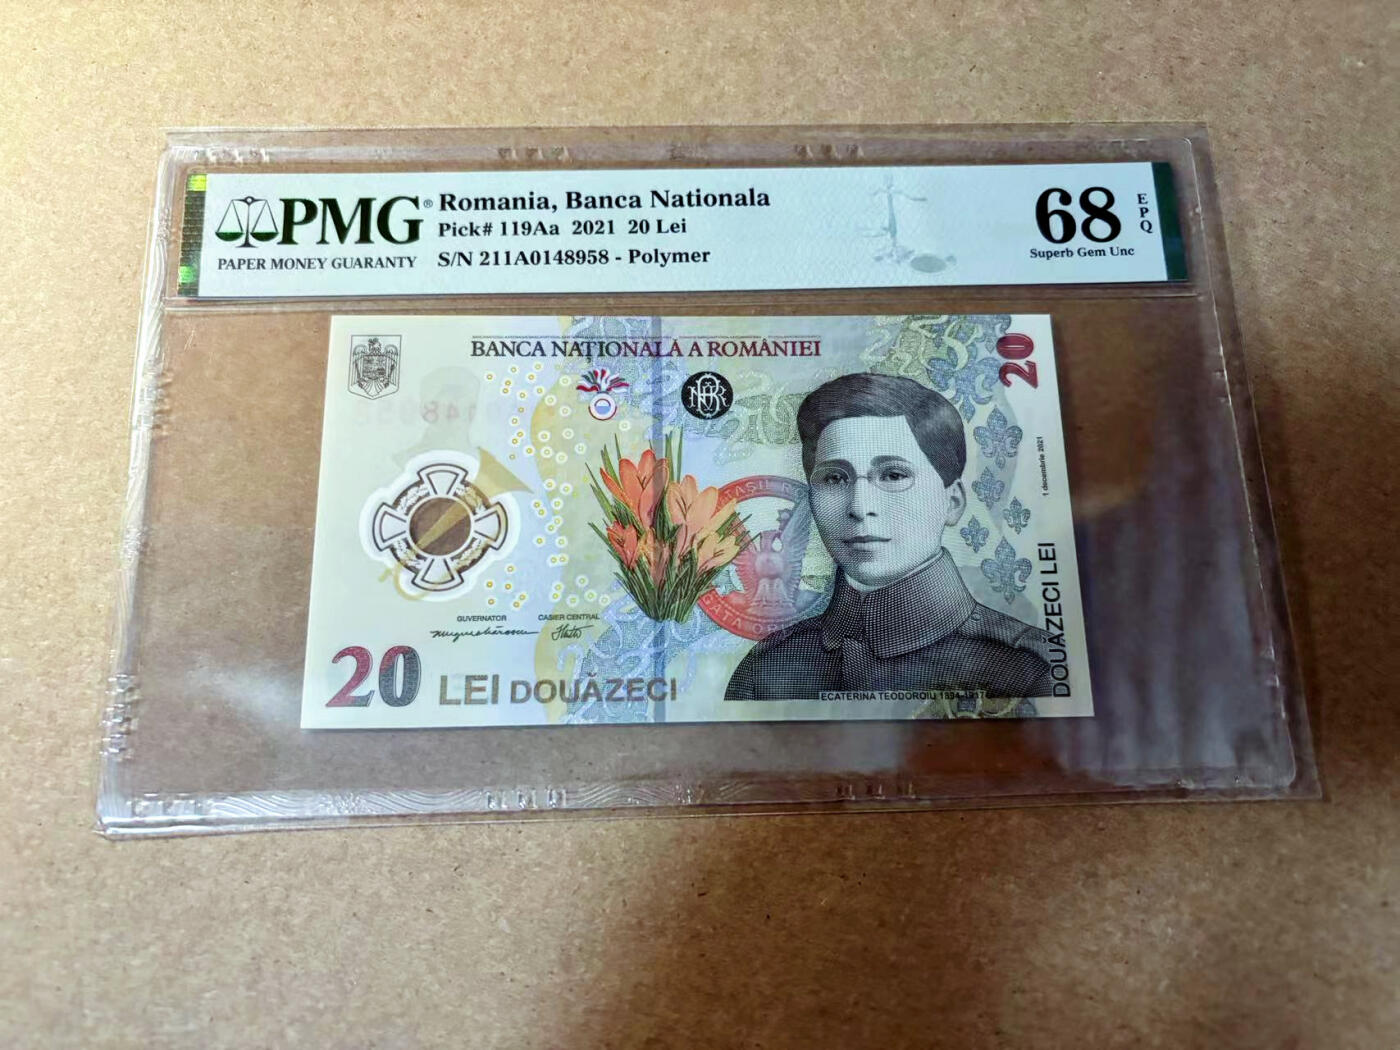 PMG®
PAPER MONEY GUARANTY
Romania, Banca Nationala
Pick# 119Aa 2021 20 Lei
S/N 211A0148958 - Polymer
68
EPQ
Superb Gem Unc
BANCA NAȚIONALĂ A ROMÂNIEI
20
1 decembrie 2021
GUVERNATOR
CASIER CENTRAL
20 LEI DOUĂZECI
ECATERINA TEODOROIU 1894-1917
DOUĂZECI LEI